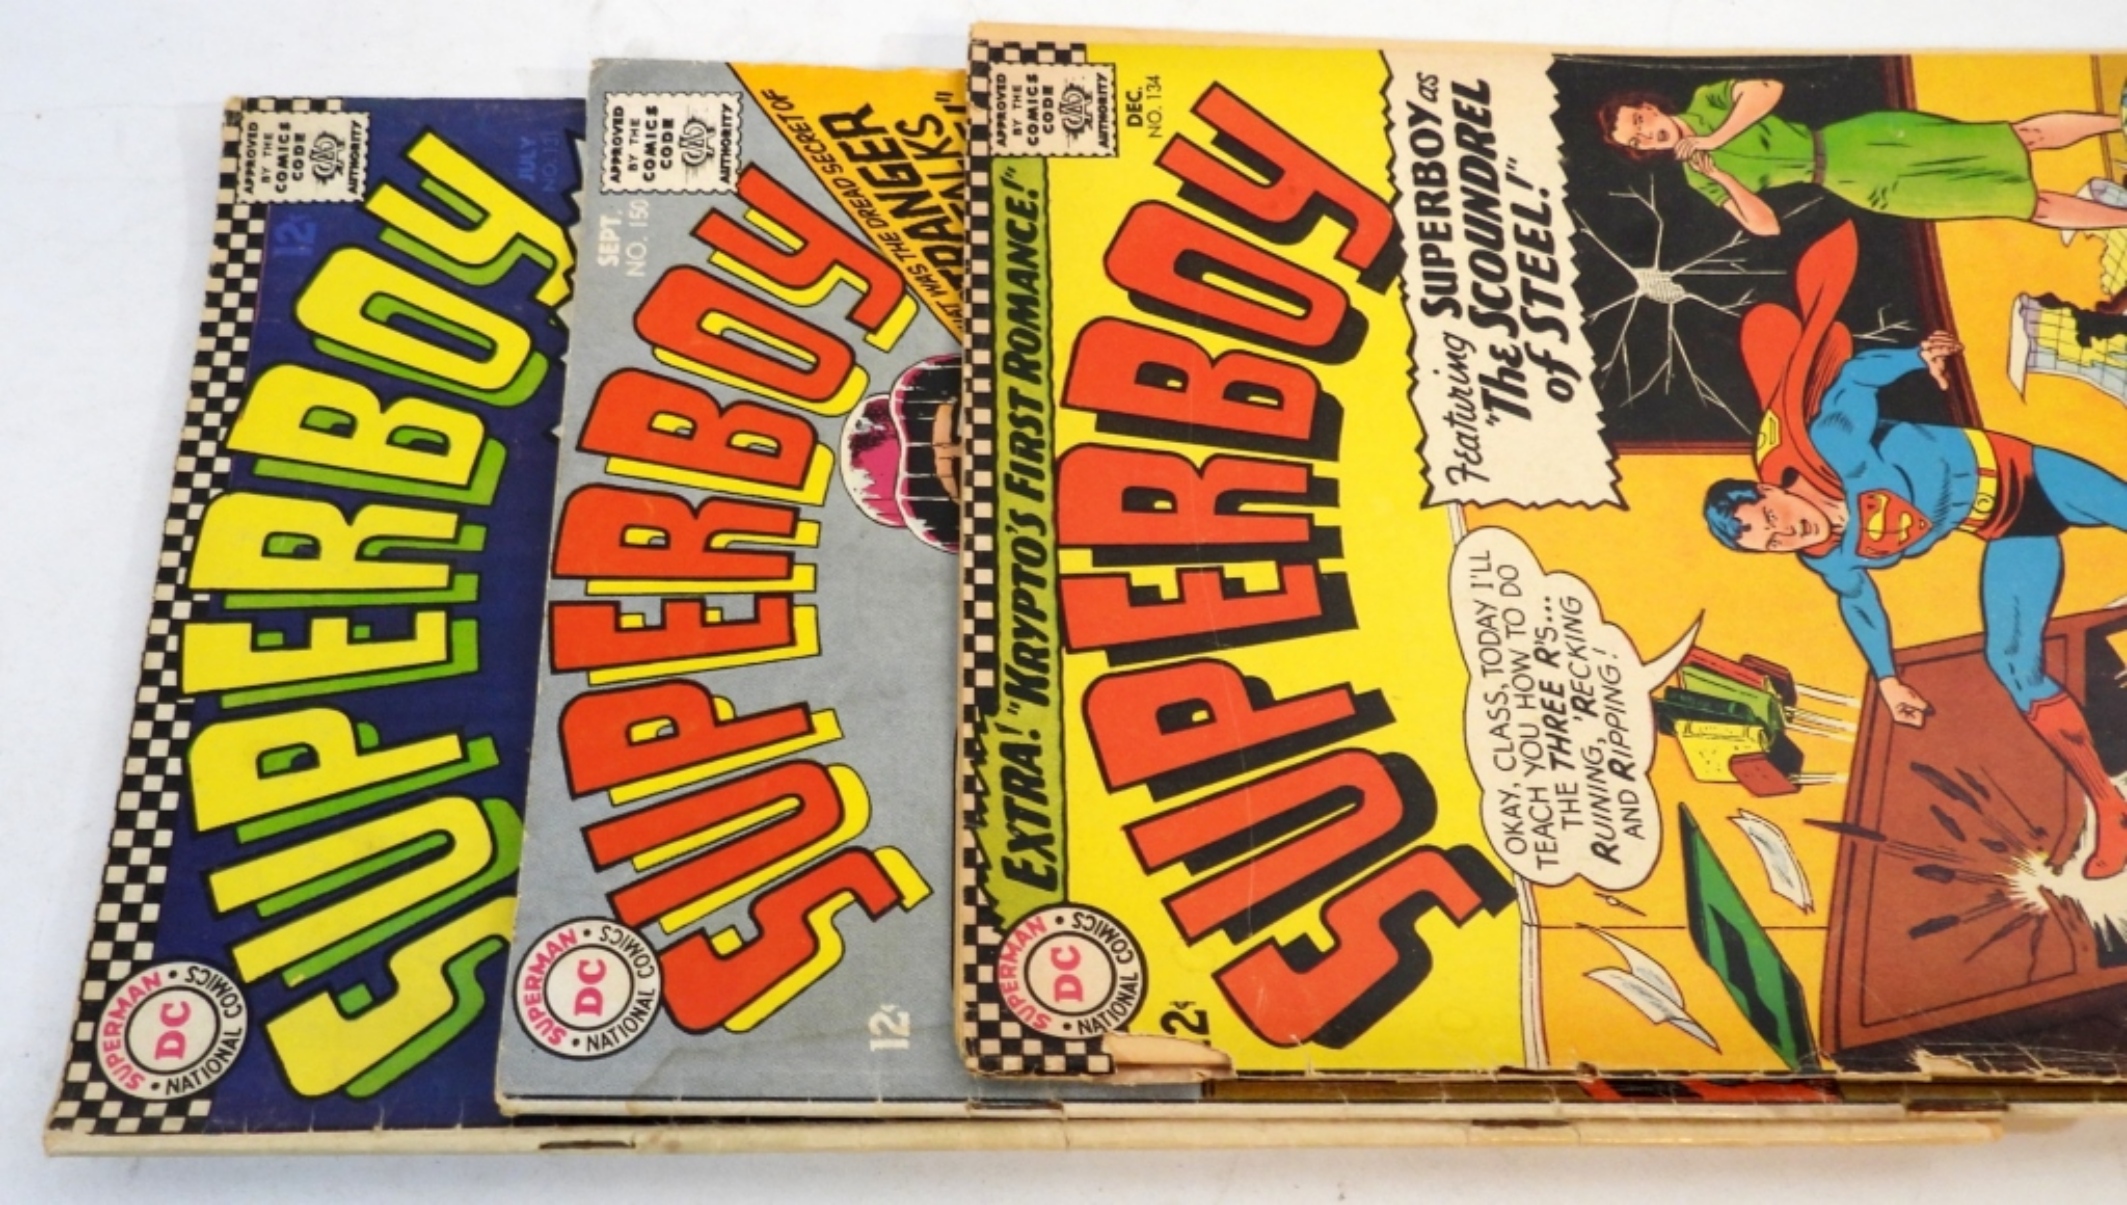 APPROVED
BY THE
COMICS
CODE
AUTHORITY
JULY
12¢
SUPERBOY
SUPERMAN
DC
NATIONAL COMICS
APPROVED
BY THE
COMICS
CODE
AUTHORITY
SEPT.
NO. 150
WAS THE DREAD SECRET OF
SUPERBOY
SUPERMAN
DC
NATIONAL COMICS
12¢
APPROVED
BY THE
COMICS
CODE
AUTHORITY
DEC.
NO. 134
EXTRA! "KRYPTO'S FIRST ROMANCE!"
SUPERBOY
SUPERMAN
DC
NATIONAL COMICS
12¢
Featuring SUPERBOY as
"The SCOUNDREL
of STEEL!"
OKAY, CLASS, TODAY I'LL
TEACH YOU HOW TO DO
THE THREE R'S...
RUINING, 'RECKING
AND RIPPING!